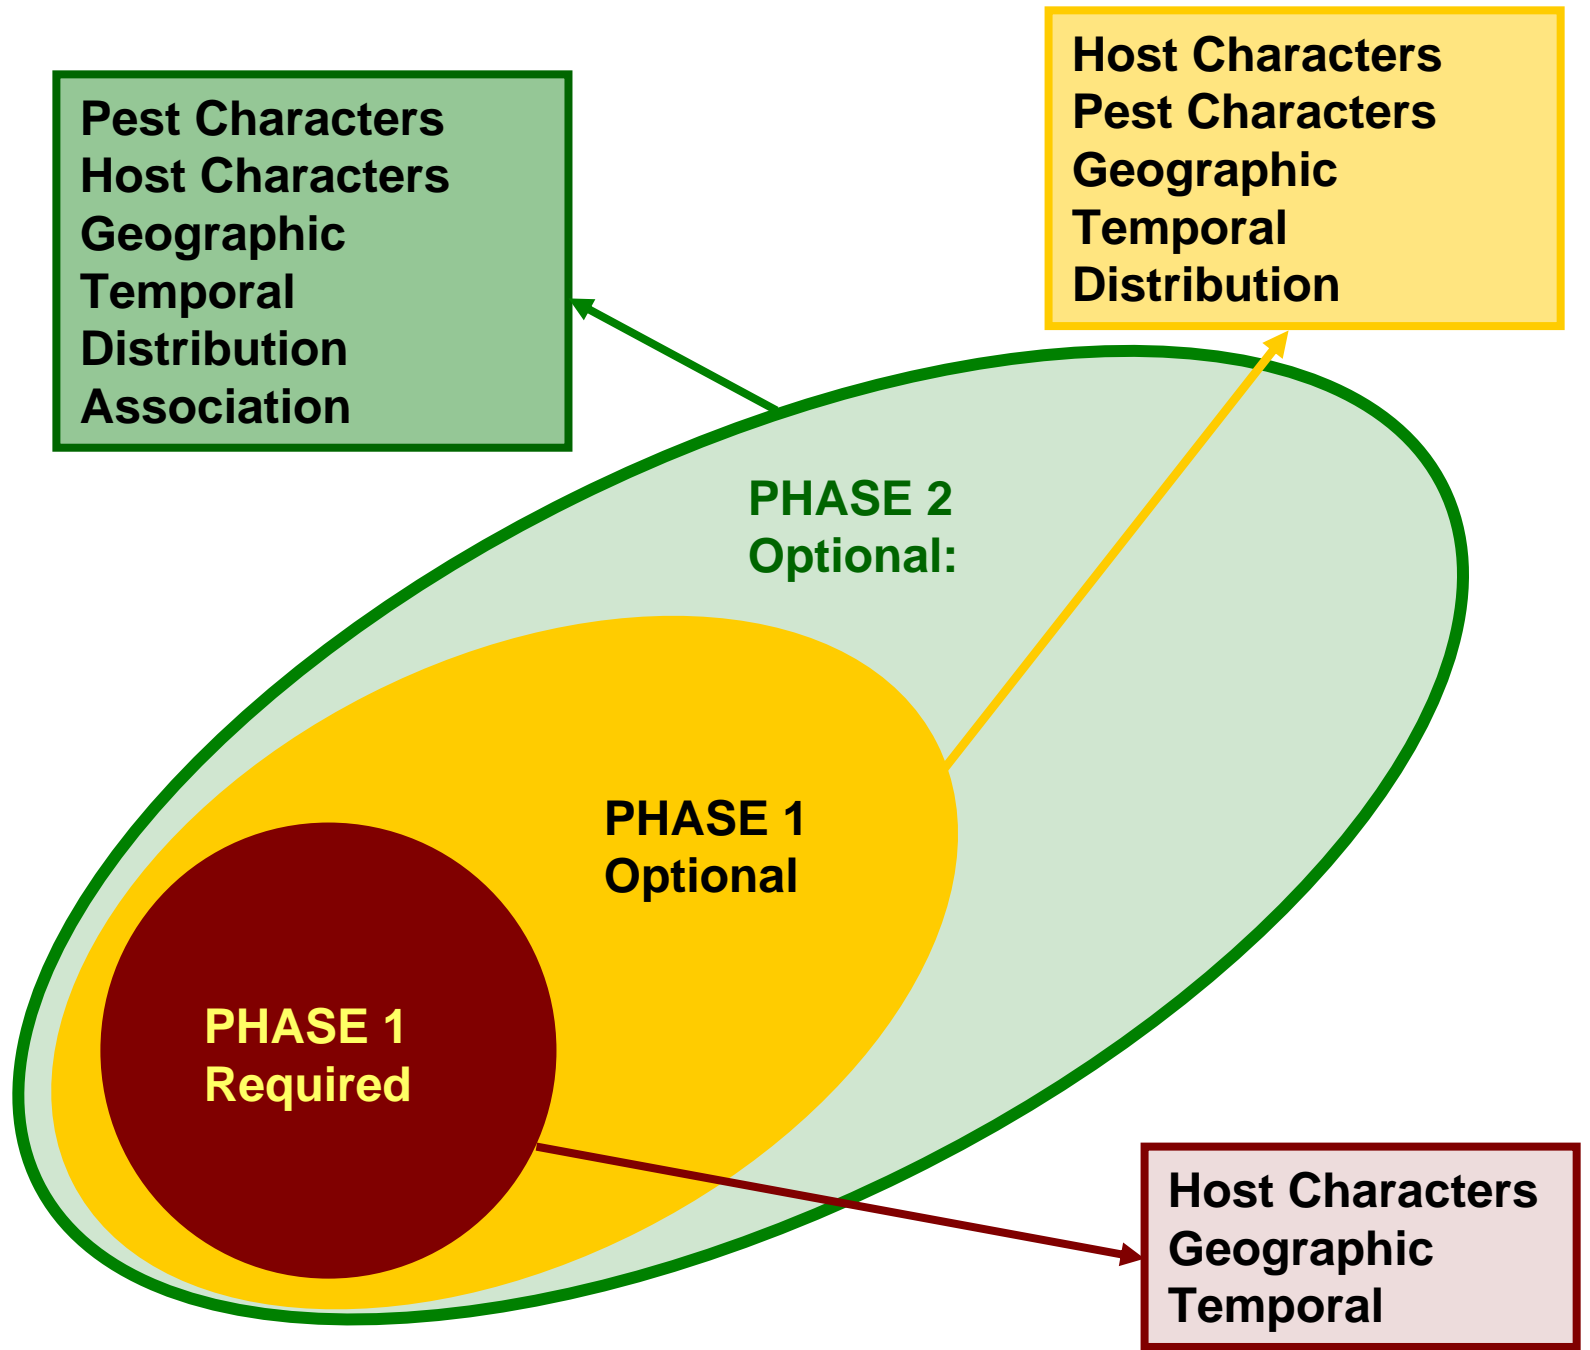 Pest Characters
Host Characters
Geographic
Temporal
Distribution
Association
Host Characters
Pest Characters
Geographic
Temporal
Distribution
PHASE 2
Optional:
PHASE 1
Optional
PHASE 1
Required
Host Characters
Geographic
Temporal